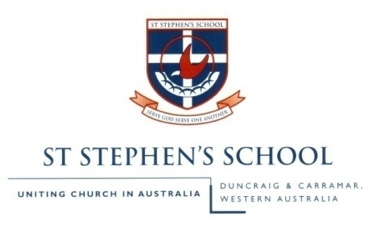 ST STEPHEN'S SCHOOL
SERVE GOD SERVE ONE ANOTHER
ST STEPHEN'S SCHOOL
UNITING CHURCH IN AUSTRALIA
DUNCRAIG & CARRAMAR,
WESTERN AUSTRALIA